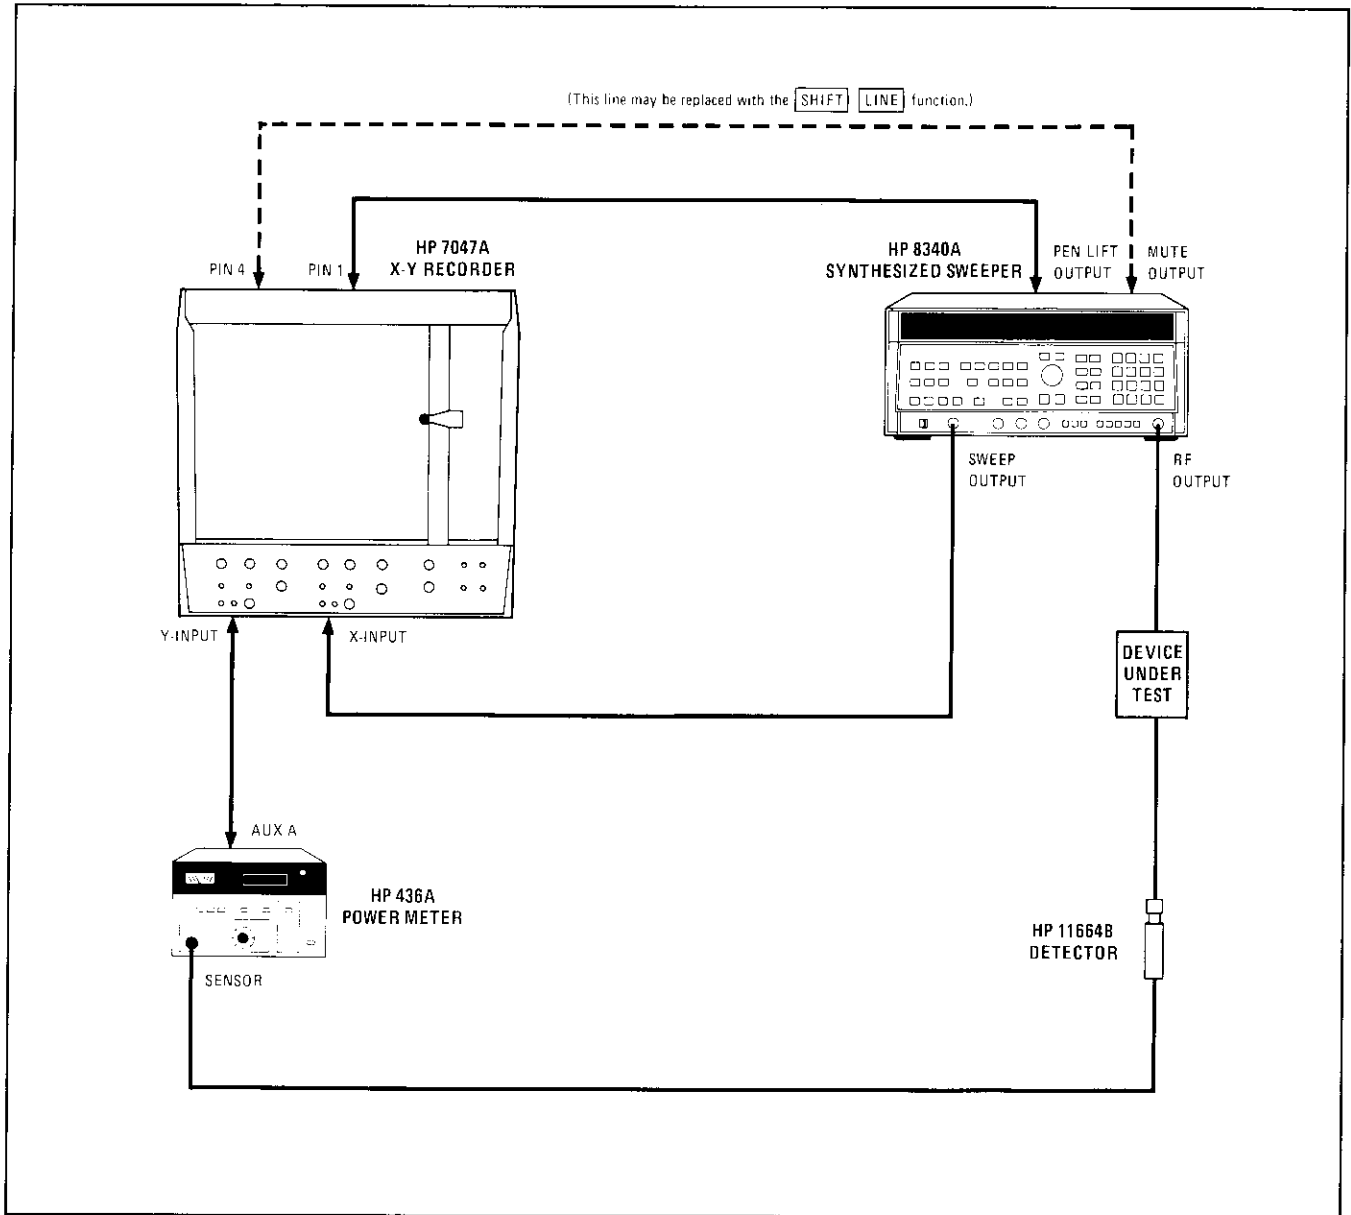 (This line may be replaced with the SHIFT LINE function.)
HP 7047A
X-Y RECORDER
PIN 4
PIN 1
HP 8340A
SYNTHESIZED SWEEPER
PEN LIFT
OUTPUT
MUTE
OUTPUT
SWEEP
OUTPUT
RF
OUTPUT
Y-INPUT
X-INPUT
DEVICE
UNDER
TEST
AUX A
HP 436A
POWER METER
SENSOR
HP 11664B
DETECTOR